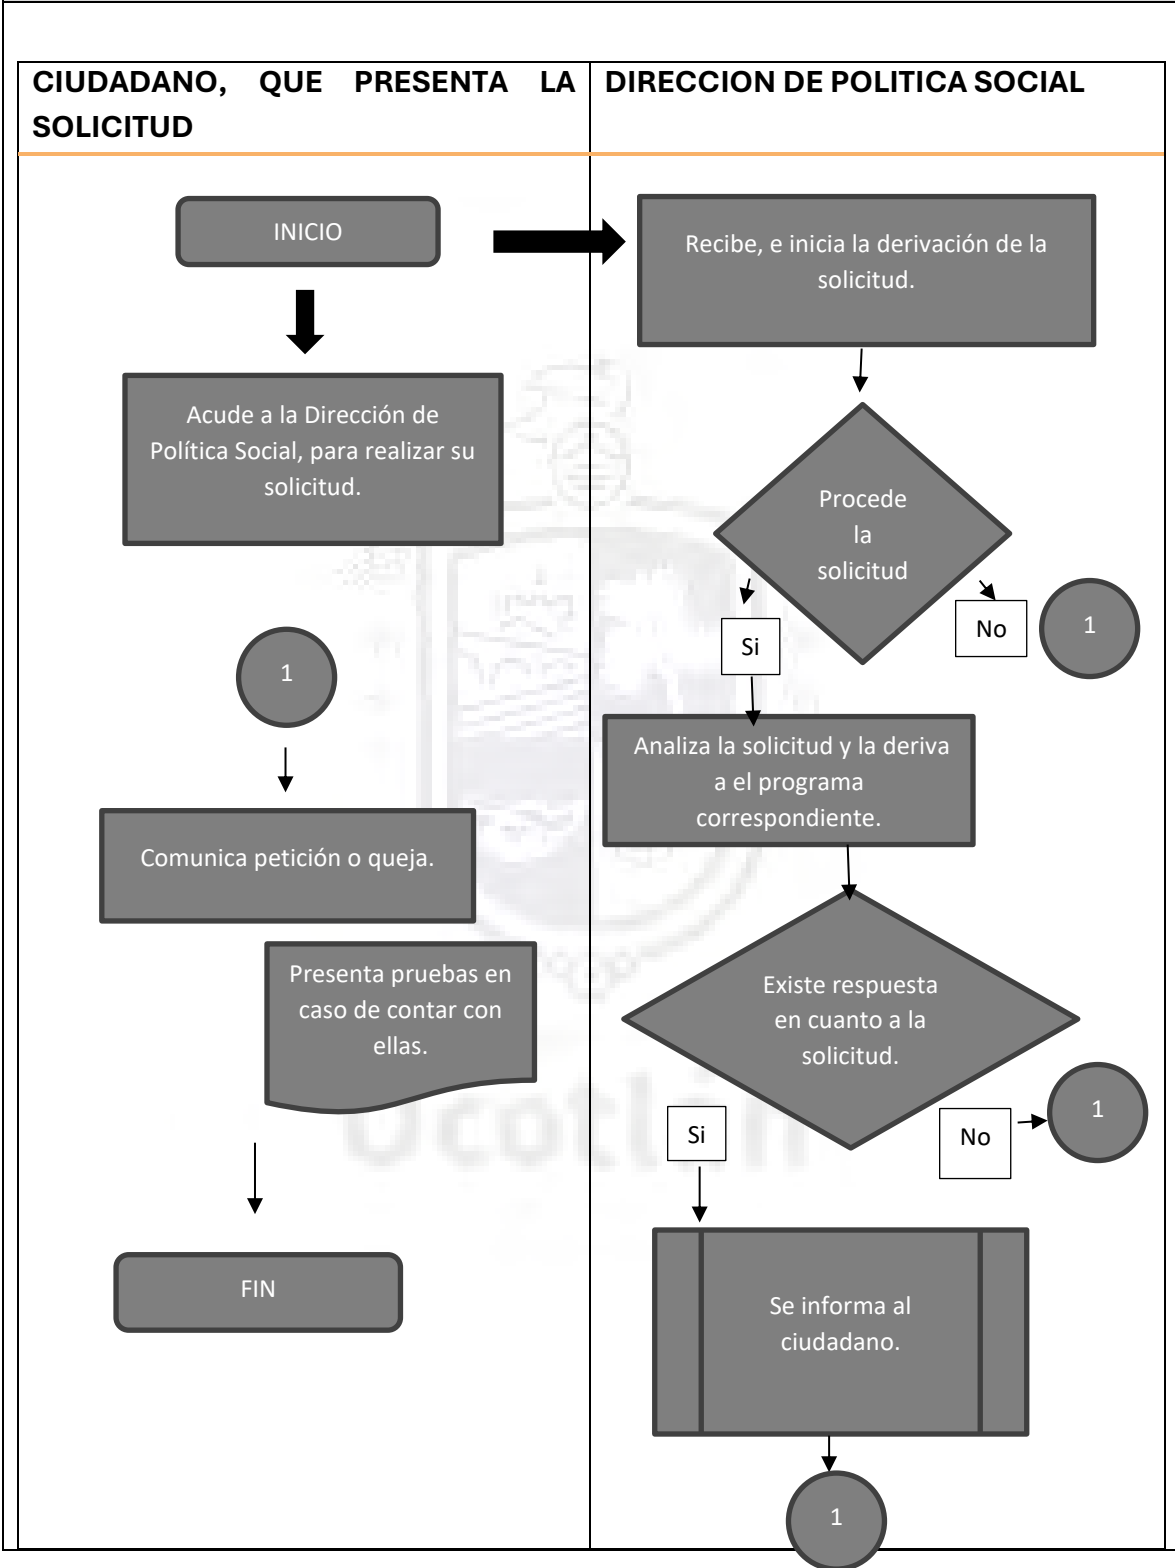 CIUDADANO, QUE PRESENTA LA
SOLICITUD
DIRECCION DE POLITICA SOCIAL
INICIO
Acude a la Dirección de
Política Social, para realizar su
solicitud.
1
Comunica petición o queja.
Presenta pruebas en
caso de contar con
ellas.
FIN
Recibe, e inicia la derivación de la
solicitud.
Procede
la
solicitud
Si
No
1
Analiza la solicitud y la deriva
a el programa
correspondiente.
Existe respuesta
en cuanto a la
solicitud.
Si
No
1
Se informa al
ciudadano.
1
Ocotlán